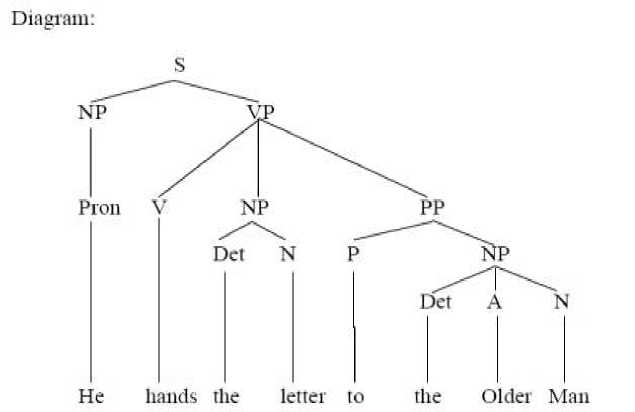 Diagram:
S
NP VP
Pron V NP PP
Det N P NP
Det A N
He hands the letter to the Older Man